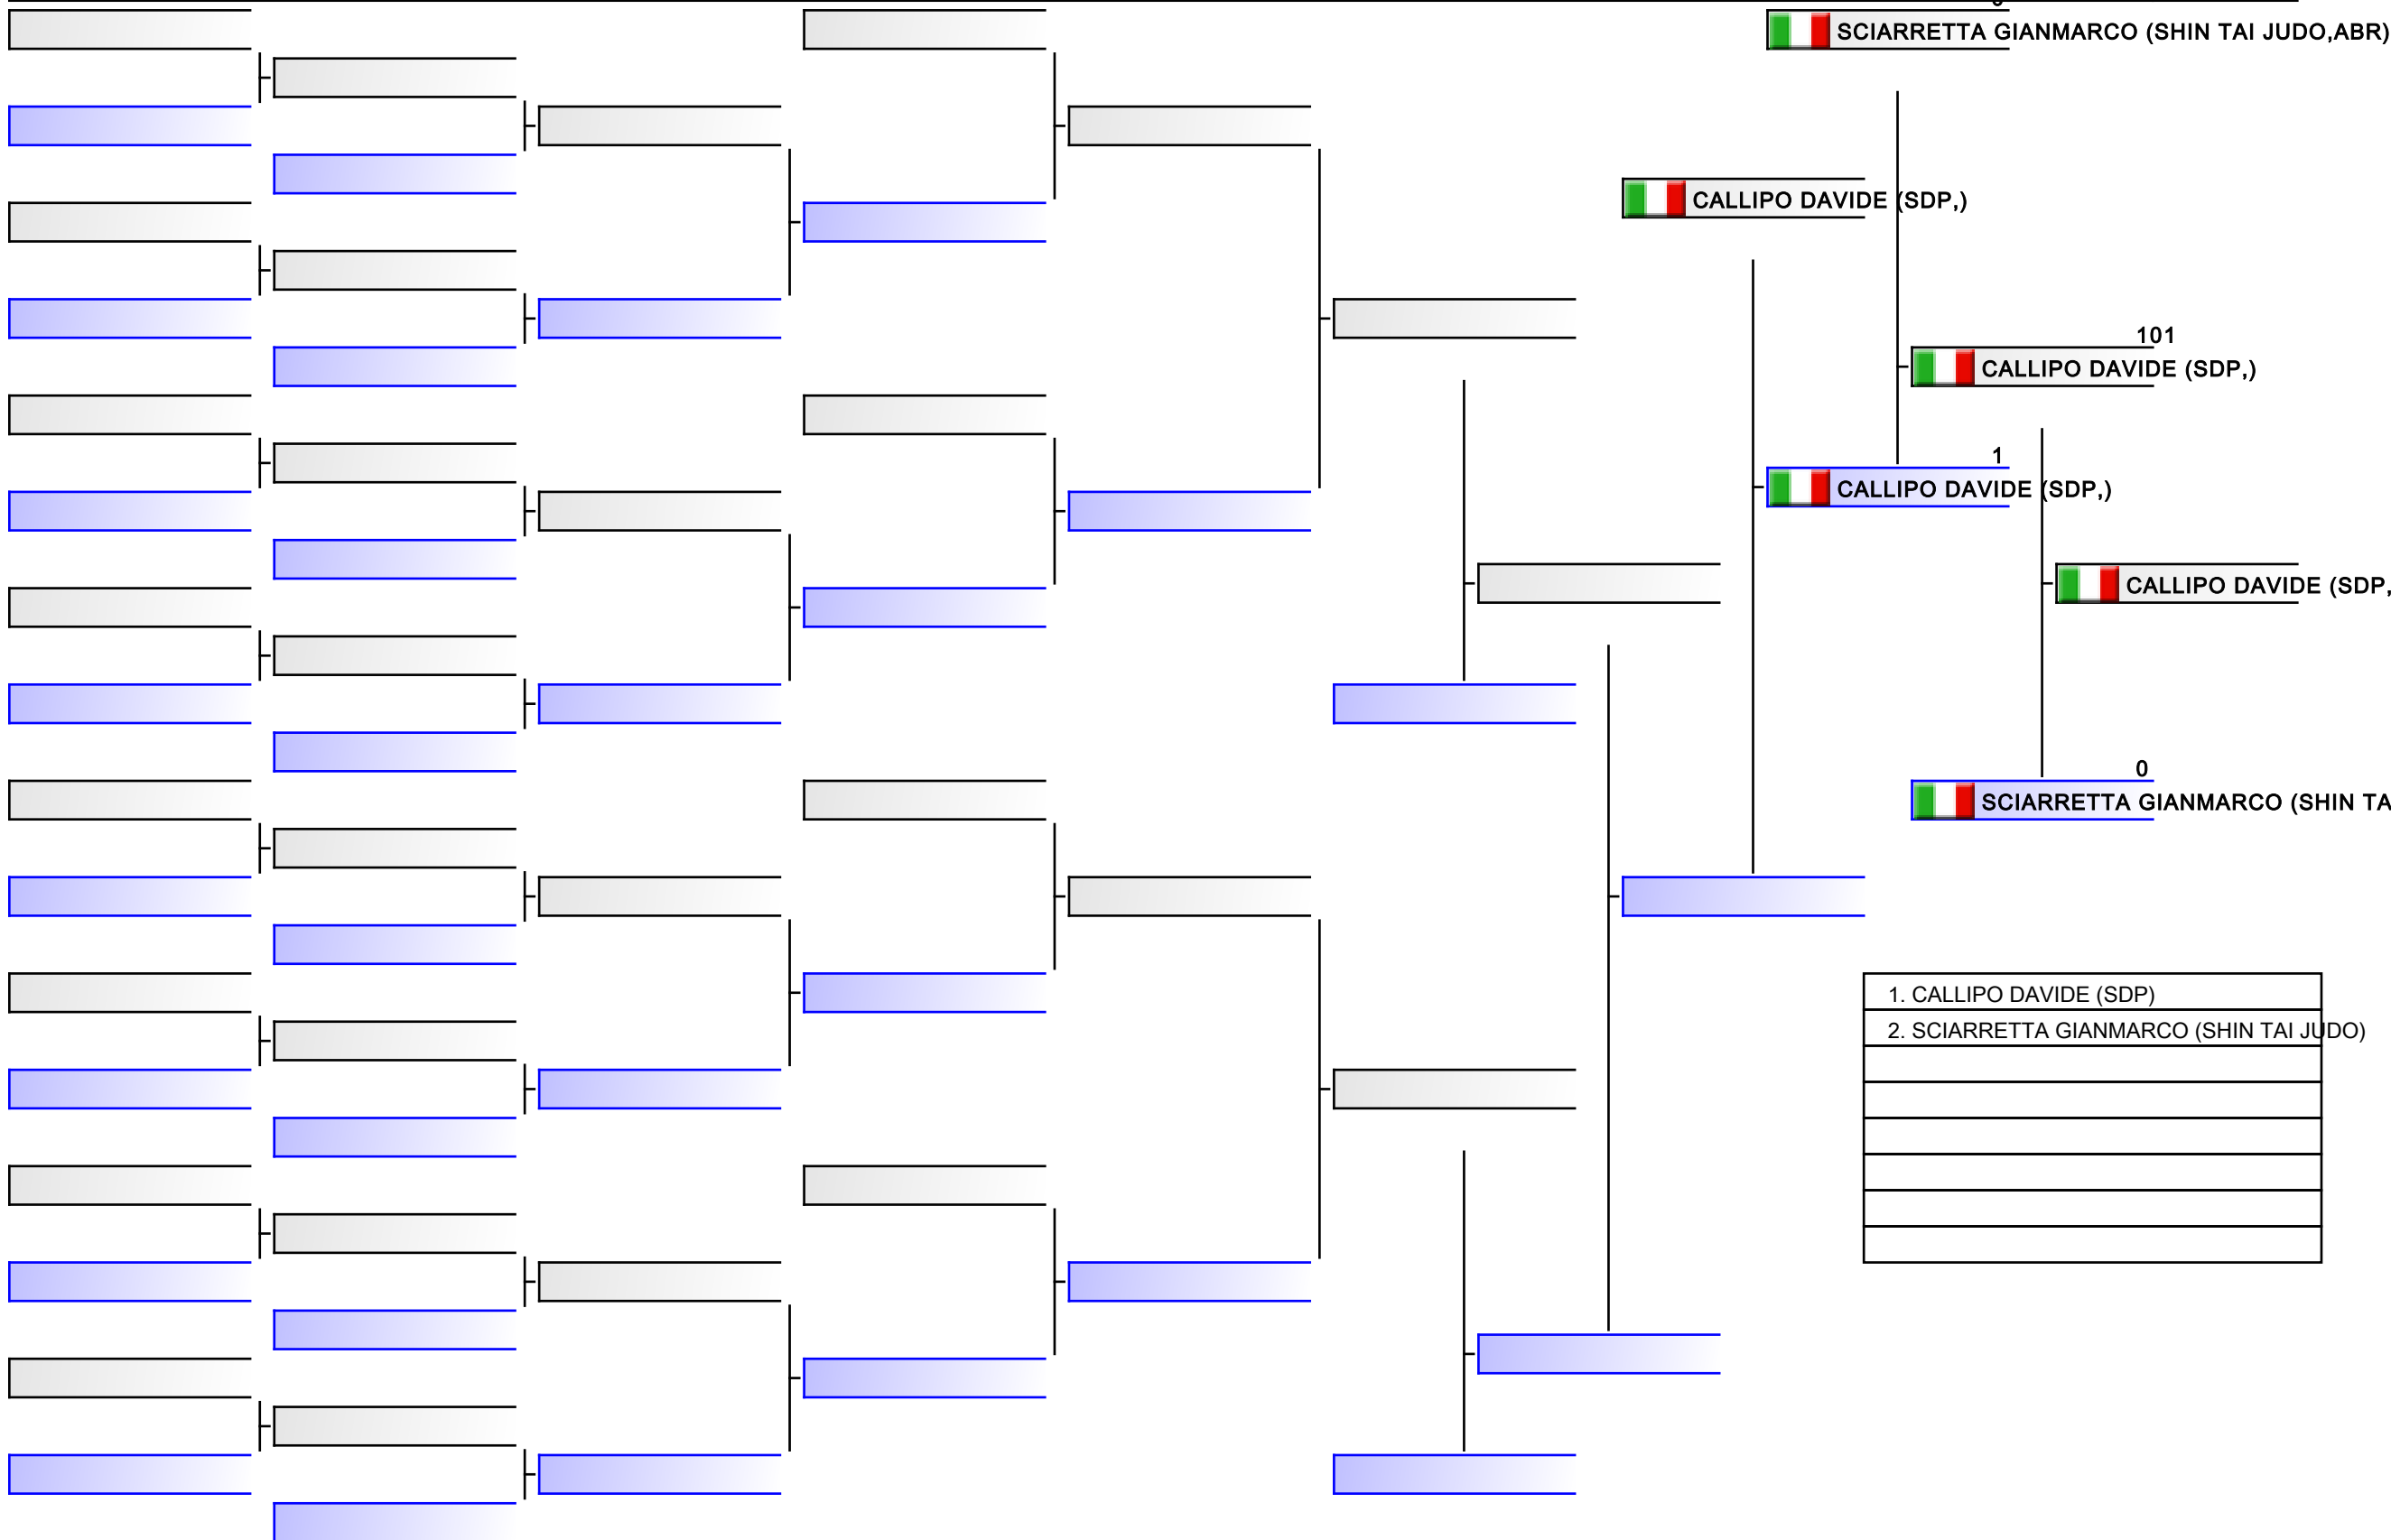 SCIARRETTA GIANMARCO (SHIN TAI JUDO,ABR)
CALLIPO DAVIDE (SDP,)
101
CALLIPO DAVIDE (SDP,)
1
CALLIPO DAVIDE (SDP,)
CALLIPO DAVIDE (SDP,
0
SCIARRETTA GIANMARCO (SHIN TA
1. CALLIPO DAVIDE (SDP)
2. SCIARRETTA GIANMARCO (SHIN TAI JUDO)